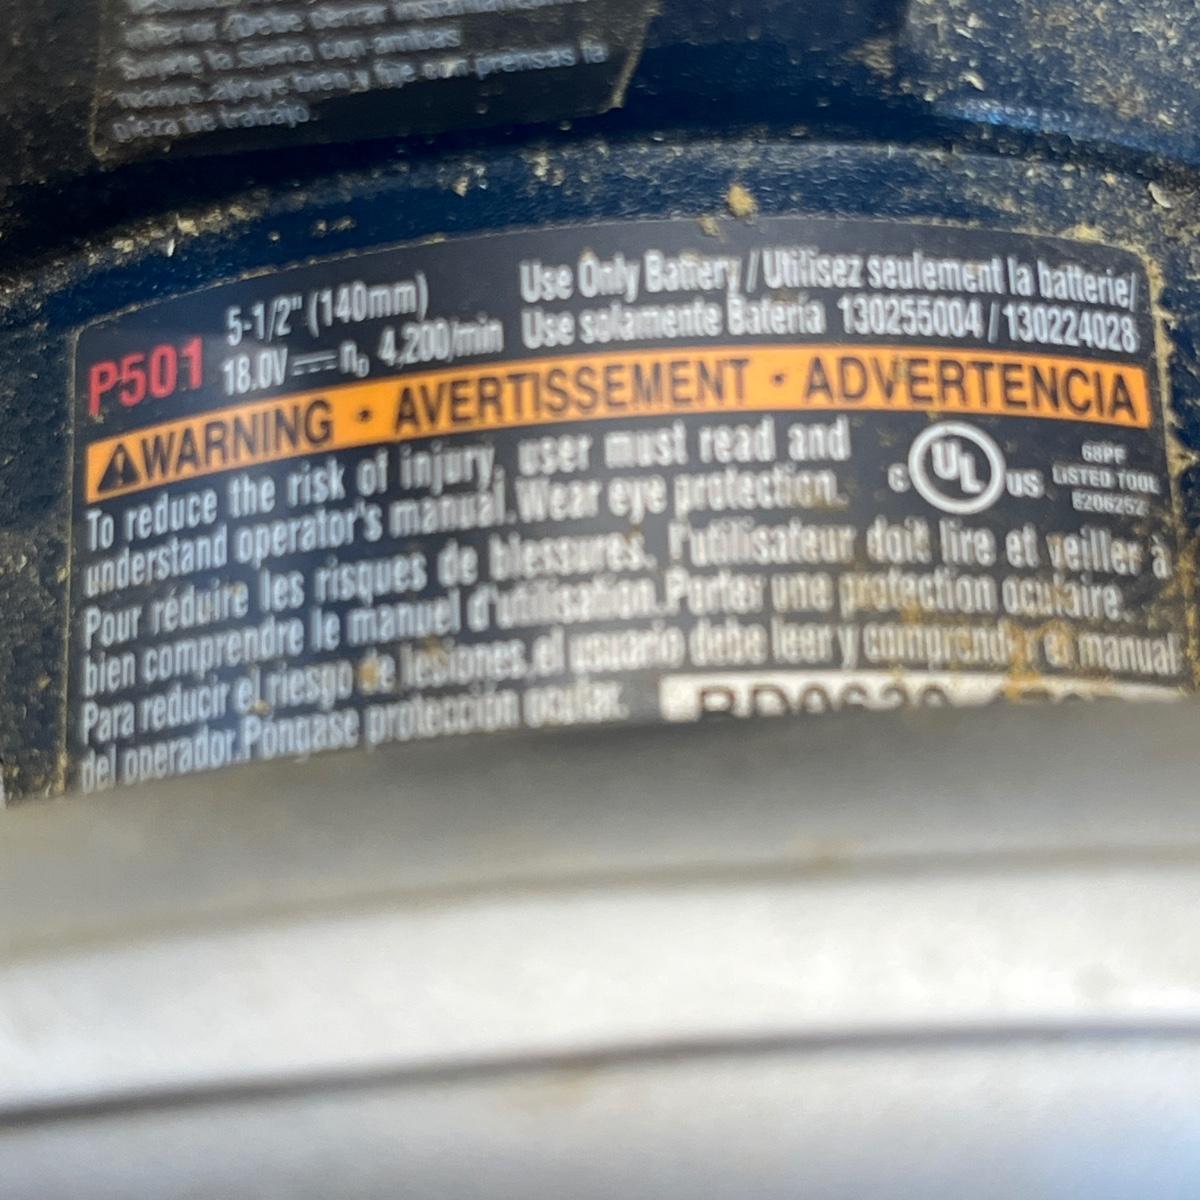 Sujete la sierra con ambas
manos, apoye bien y fije con prensas la
pieza de trabajo.
P501
5-1/2" (140mm)
18.0V ⎓ n₀ 4,200/min
Use Only Battery / Utilisez seulement la batterie/
Use solamente Batería 130255004 / 130224028
⚠WARNING • AVERTISSEMENT • ADVERTENCIA
To reduce the risk of injury, user must read and
understand operator's manual. Wear eye protection.
C UL US
68PF
LISTED TOOL
E206252
Pour réduire les risques de blessures, l'utilisateur doit lire et veiller à
bien comprendre le manuel d'utilisation. Porter une protection oculaire.
Para reducir el riesgo de lesiones, el usuario debe leer y comprender el manual
del operador. Póngase protección ocular.